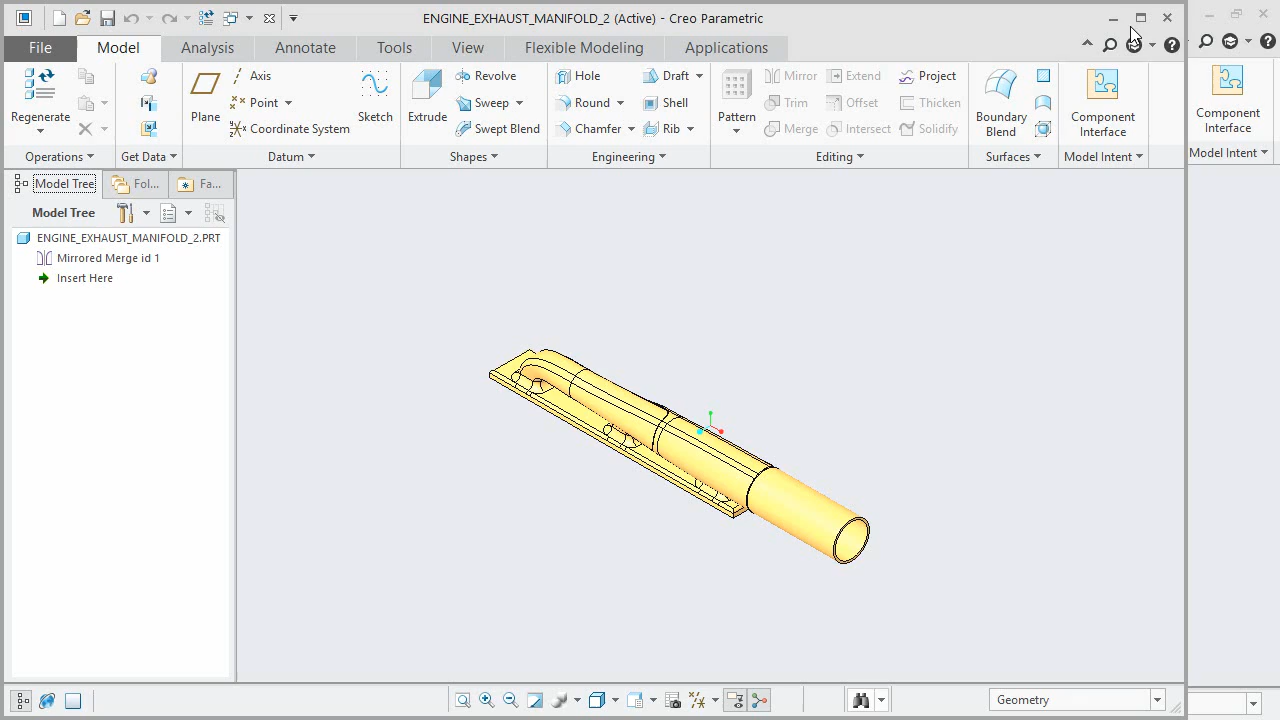 ENGINE_EXHAUST_MANIFOLD_2 (Active) - Creo Parametric
File Model Analysis Annotate Tools View Flexible Modeling Applications
Regenerate
Operations
Get Data
Plane
Axis
Point
Coordinate System
Sketch
Datum
Extrude
Revolve
Sweep
Swept Blend
Shapes
Hole
Round
Chamfer
Draft
Shell
Rib
Engineering
Pattern
Mirror
Trim
Merge
Extend
Offset
Intersect
Project
Thicken
Solidify
Editing
Boundary
Blend
Surfaces
Component
Interface
Model Intent
Component
Interface
Model Intent
Model Tree Fol... Fa...
Model Tree
ENGINE_EXHAUST_MANIFOLD_2.PRT
Mirrored Merge id 1
Insert Here
Geometry